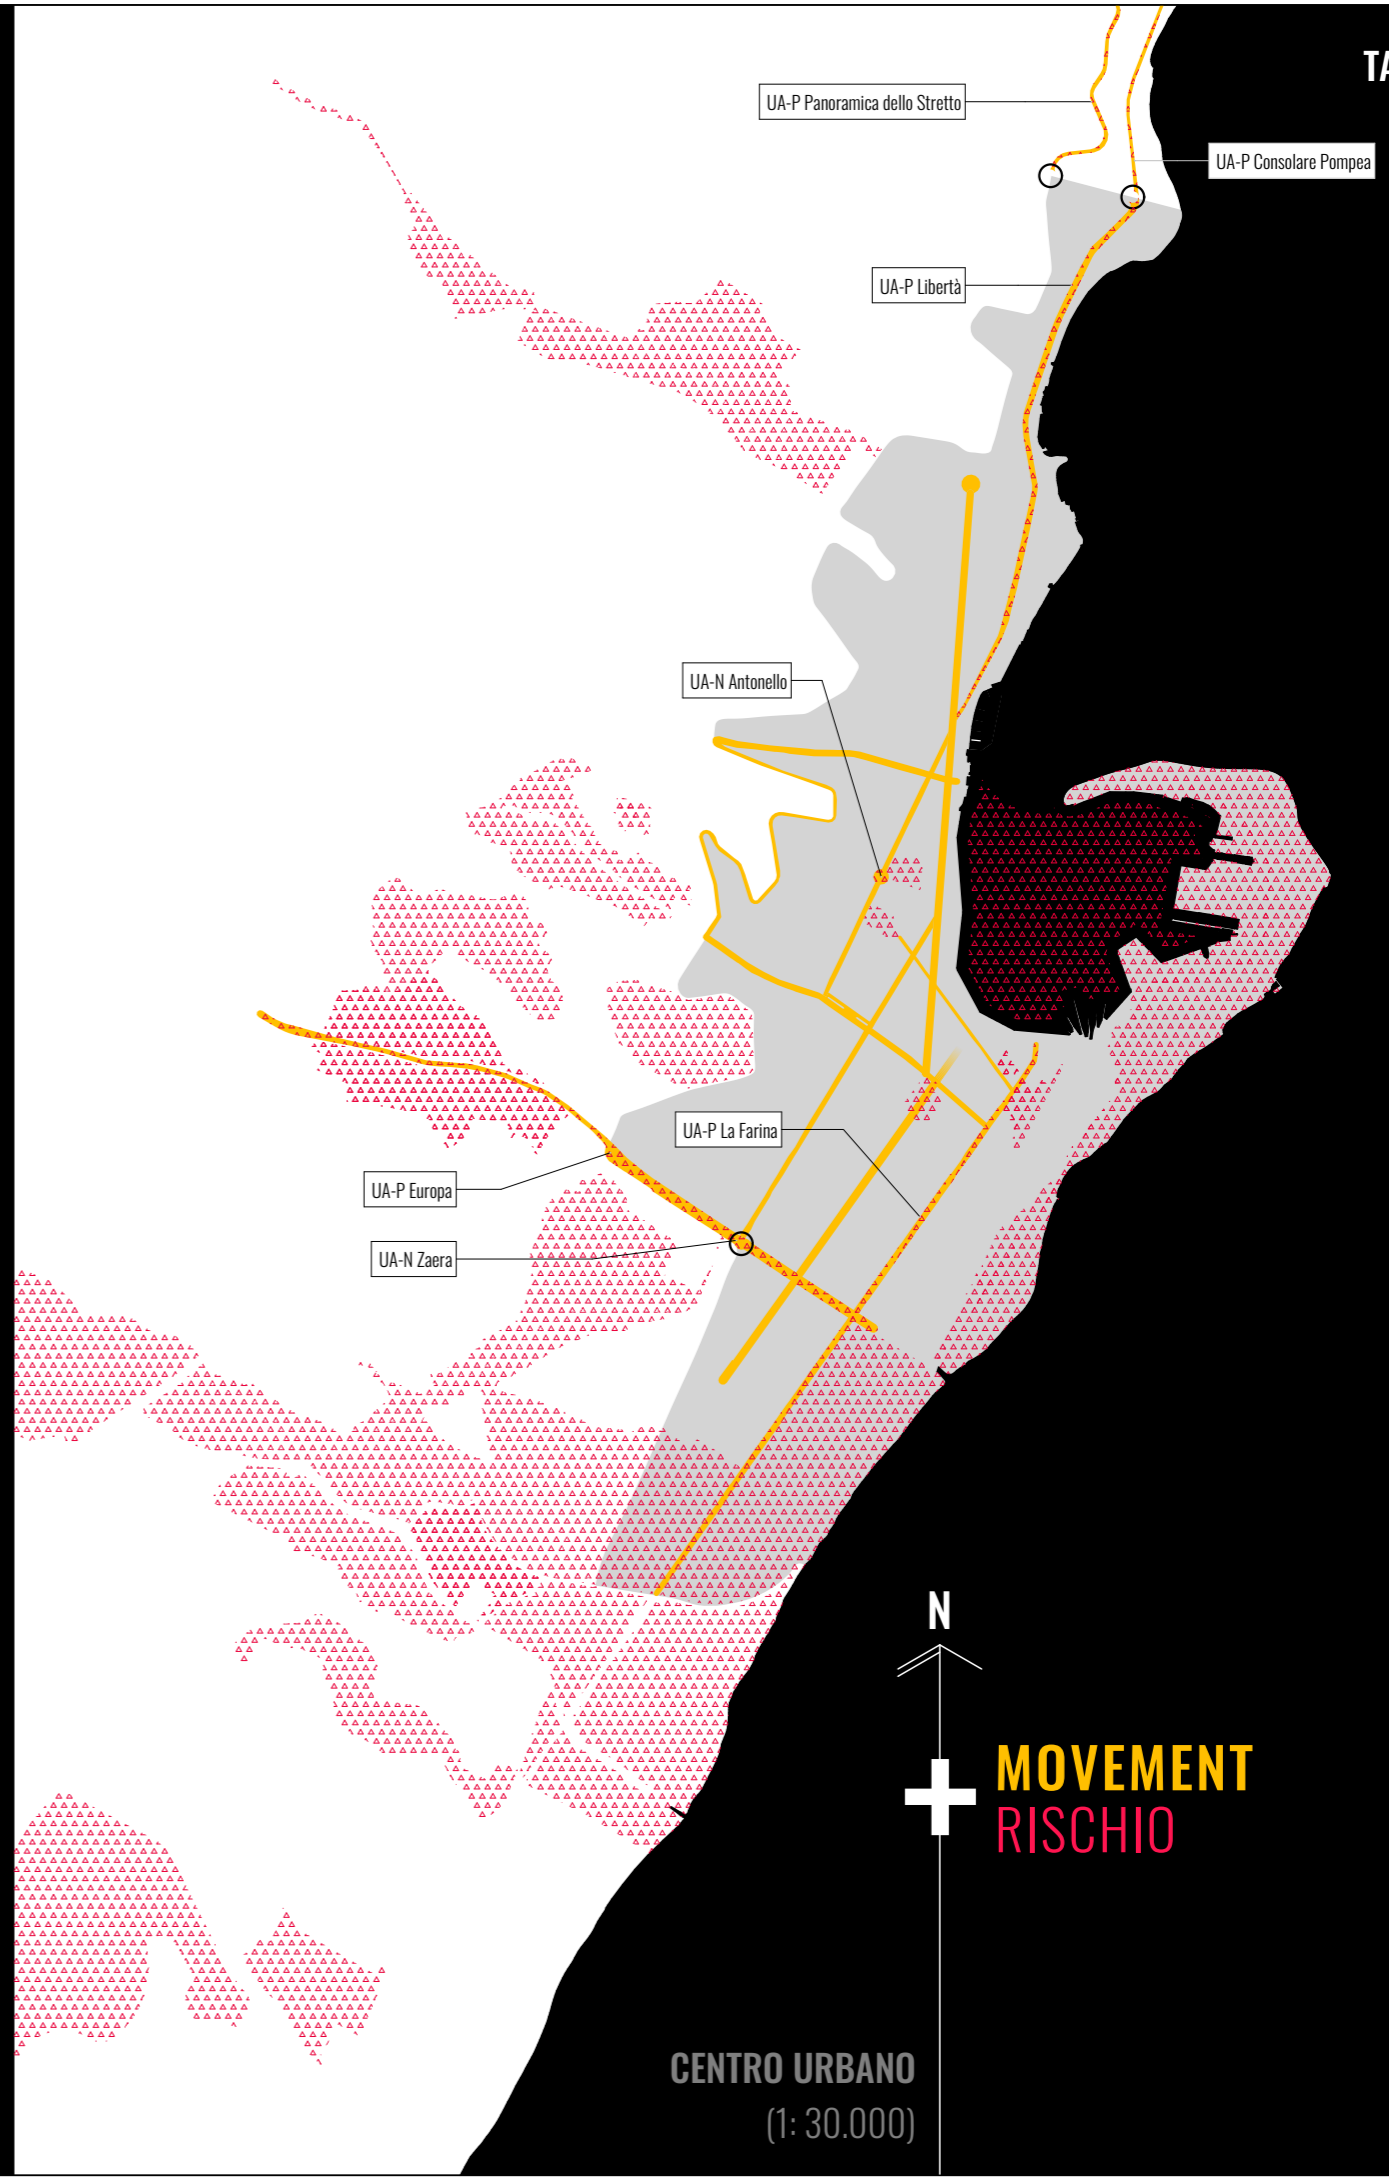 TA
UA-P Panoramica dello Stretto
UA-P Consolare Pompea
UA-P Libertà
UA-N Antonello
UA-P La Farina
UA-P Europa
UA-N Zaera
N
MOVEMENT
RISCHIO
CENTRO URBANO
(1: 30.000)